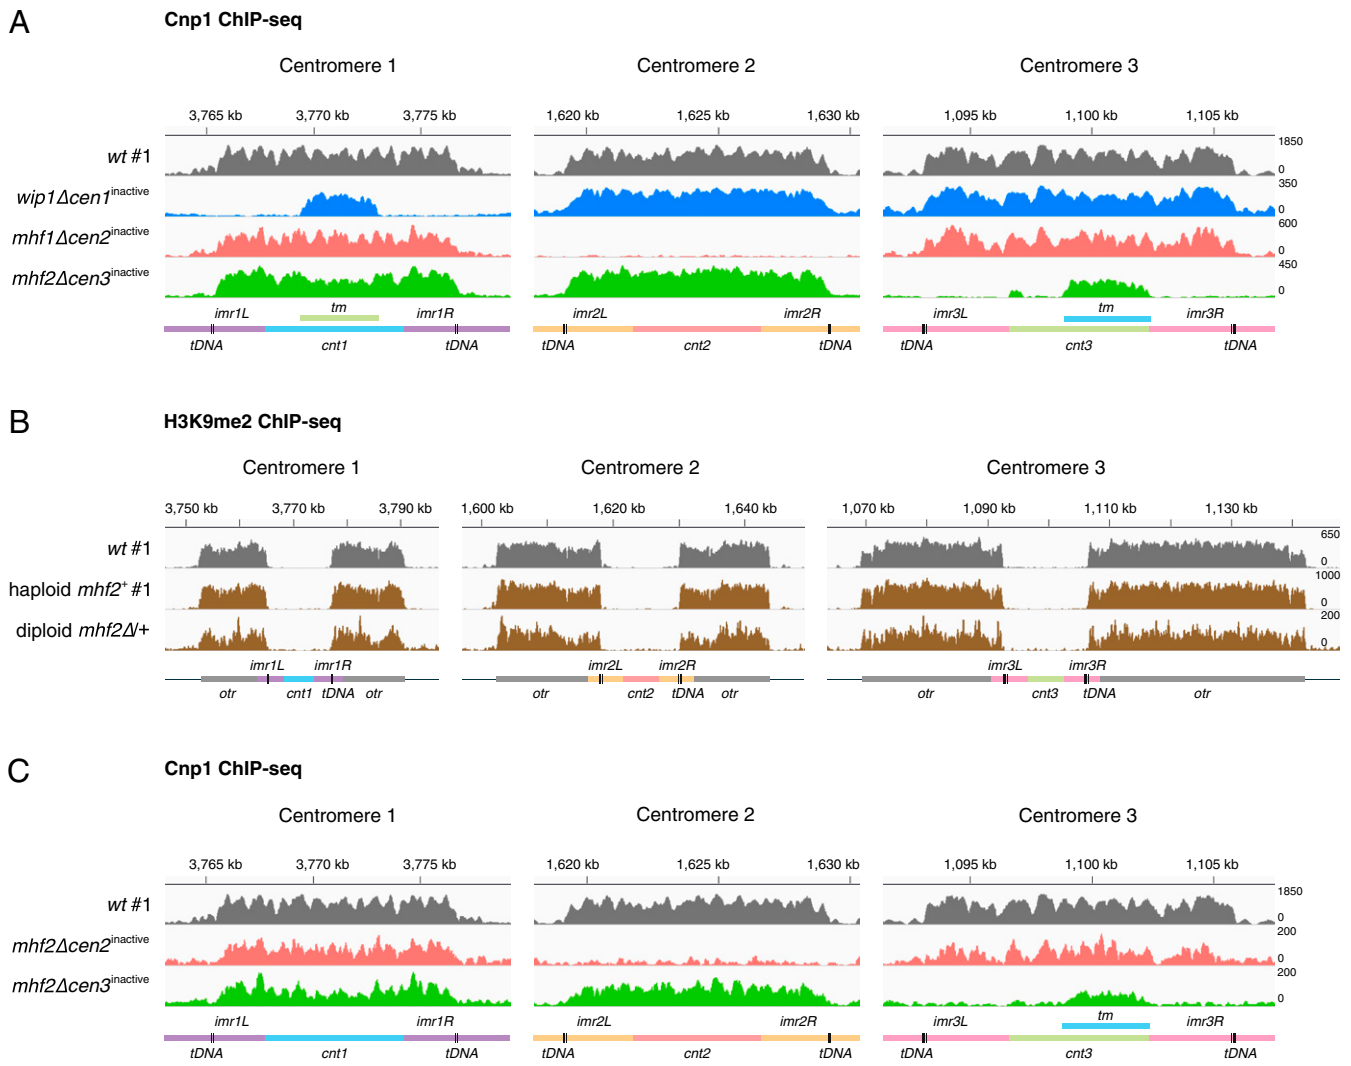 A
Cnp1 ChIP-seq
Centromere 1 Centromere 2 Centromere 3
3,765 kb 3,770 kb 3,775 kb 1,620 kb 1,625 kb 1,630 kb 1,095 kb 1,100 kb 1,105 kb
wt #1 1850 0
wip1Δcen1inactive 350 0
mhf1Δcen2inactive 600 0
mhf2Δcen3inactive 450 0
imr1L tm imr1R imr2L imr2R imr3L tm imr3R
tDNA cnt1 tDNA tDNA cnt2 tDNA tDNA cnt3 tDNA
B
H3K9me2 ChIP-seq
Centromere 1 Centromere 2 Centromere 3
3,750 kb 3,770 kb 3,790 kb 1,600 kb 1,620 kb 1,640 kb 1,070 kb 1,090 kb 1,110 kb 1,130 kb
wt #1 650 0
haploid mhf2+ #1 1000 0
diploid mhf2Δ/+ 200 0
imr1L imr1R imr2L imr2R imr3L imr3R
otr cnt1 tDNA otr otr cnt2 tDNA otr otr cnt3 tDNA otr
C
Cnp1 ChIP-seq
Centromere 1 Centromere 2 Centromere 3
3,765 kb 3,770 kb 3,775 kb 1,620 kb 1,625 kb 1,630 kb 1,095 kb 1,100 kb 1,105 kb
wt #1 1850 0
mhf2Δcen2inactive 200 0
mhf2Δcen3inactive 200 0
imr1L imr1R imr2L imr2R imr3L tm imr3R
tDNA cnt1 tDNA tDNA cnt2 tDNA tDNA cnt3 tDNA